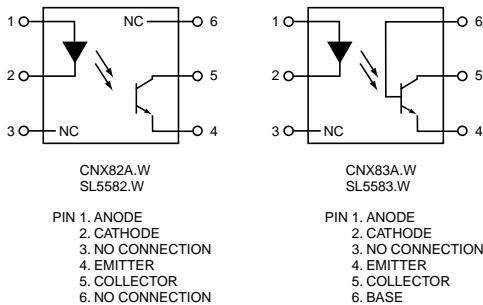 1 NC 6
2 5
3 NC 4
CNX82A.W
SL5582.W
PIN 1. ANODE
2. CATHODE
3. NO CONNECTION
4. EMITTER
5. COLLECTOR
6. NO CONNECTION
1 6
2 5
3 NC 4
CNX83A.W
SL5583.W
PIN 1. ANODE
2. CATHODE
3. NO CONNECTION
4. EMITTER
5. COLLECTOR
6. BASE